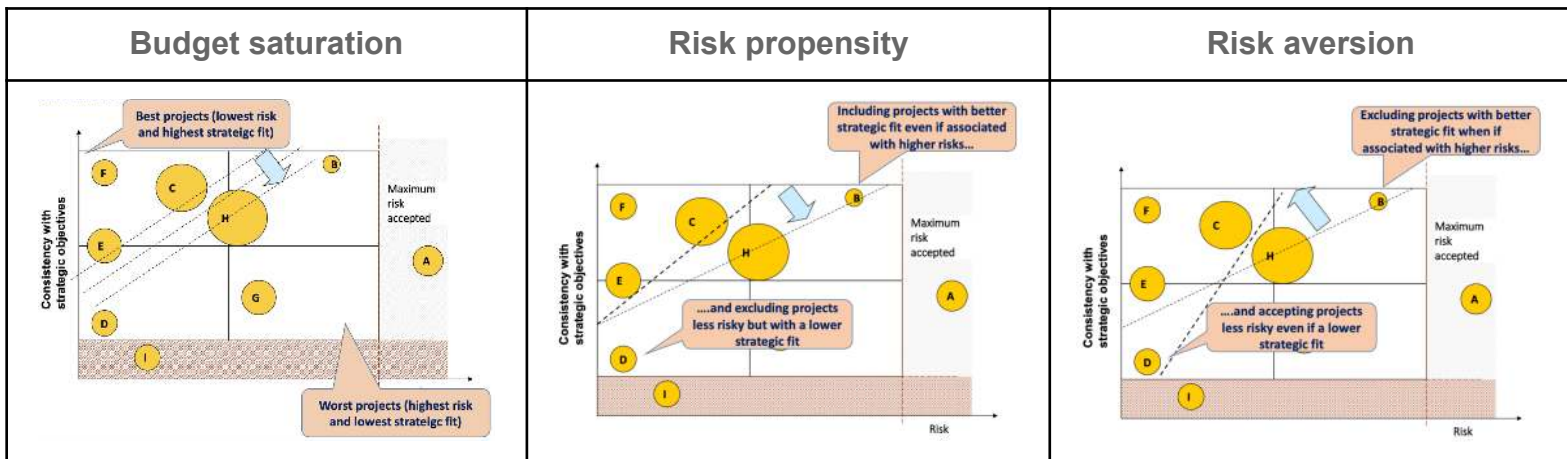 Budget saturation
Risk propensity
Risk aversion
Best projects (lowest risk
and highest strateigc fit)
F
C
B
H
E
A
G
D
I
Maximum
risk
accepted
Consistency with
strategic objectives
Worst projects (highest risk
and lowest strateigc fit)
Including projects with better
strategic fit even if associated
with higher risks...
F
C
B
H
E
A
D
I
Maximum
risk
accepted
Consistency with
strategic objectives
....and excluding projects
less risky but with a lower
strategic fit
Risk
Excluding projects with better
strategic fit when if
associated with higher risks...
F
C
B
H
E
A
D
I
Maximum
risk
accepted
Consistency with
strategic objectives
....and accepting projects
less risky even if a lower
strategic fit
Risk